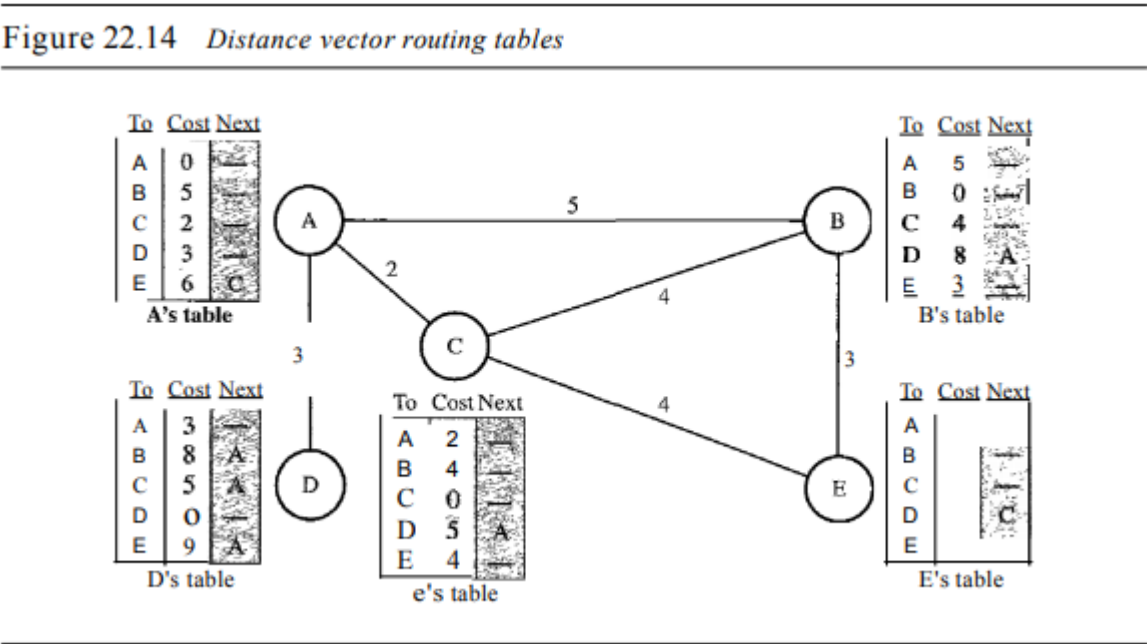 Figure 22.14 Distance vector routing tables
To Cost Next
A 0 —
B 5 —
C 2 —
D 3 —
E 6 C
A's table
To Cost Next
A 5 —
B 0 —
C 4 —
D 8 A
E 3 —
B's table
A
5
B
2
4
C
3
3
4
D
E
To Cost Next
A 3 —
B 8 A
C 5 A
D O —
E 9 A
D's table
To Cost Next
A 2 —
B 4 —
C 0 —
D 5 A
E 4 —
e's table
To Cost Next
A
B —
C —
D C
E
E's table